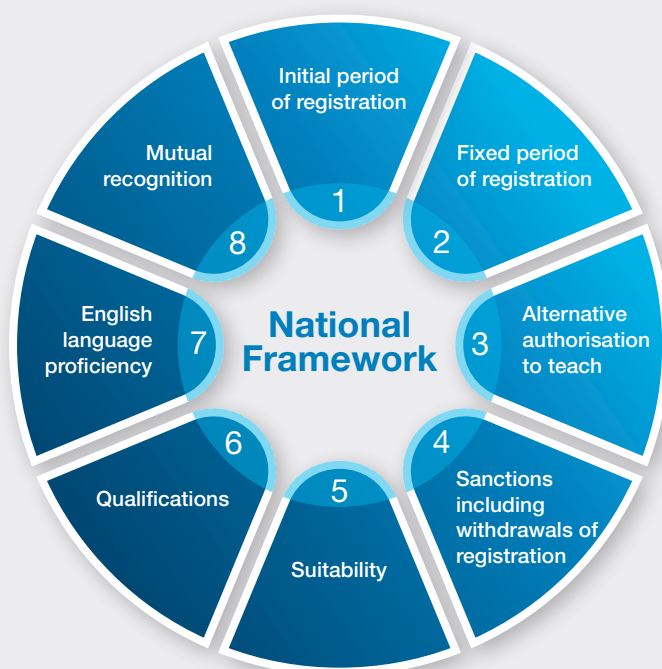 National
Framework
1
Initial period
of registration
2
Fixed period
of registration
3
Alternative
authorisation
to teach
4
Sanctions
including
withdrawals of
registration
5
Suitability
6
Qualifications
7
English
language
proficiency
8
Mutual
recognition